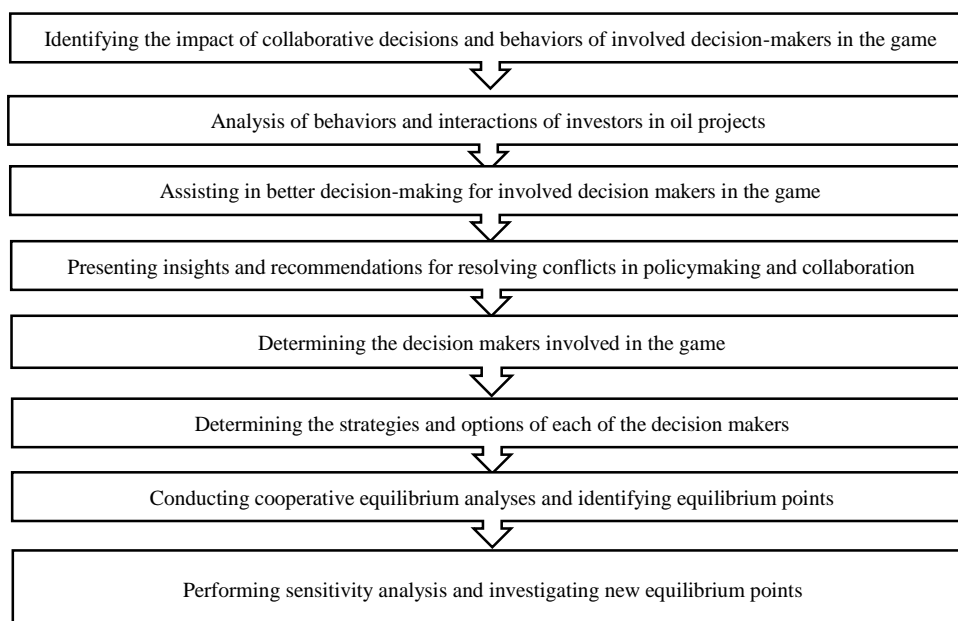 Identifying the impact of collaborative decisions and behaviors of involved decision-makers in the game
Analysis of behaviors and interactions of investors in oil projects
Assisting in better decision-making for involved decision makers in the game
Presenting insights and recommendations for resolving conflicts in policymaking and collaboration
Determining the decision makers involved in the game
Determining the strategies and options of each of the decision makers
Conducting cooperative equilibrium analyses and identifying equilibrium points
Performing sensitivity analysis and investigating new equilibrium points